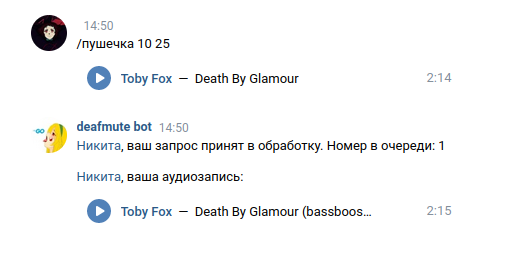 14:50
/пушечка 10 25
Toby Fox — Death By Glamour 2:14
deafmute bot 14:50
Никита, ваш запрос принят в обработку. Номер в очереди: 1
Никита, ваша аудиозапись:
Toby Fox — Death By Glamour (bassboos... 2:15